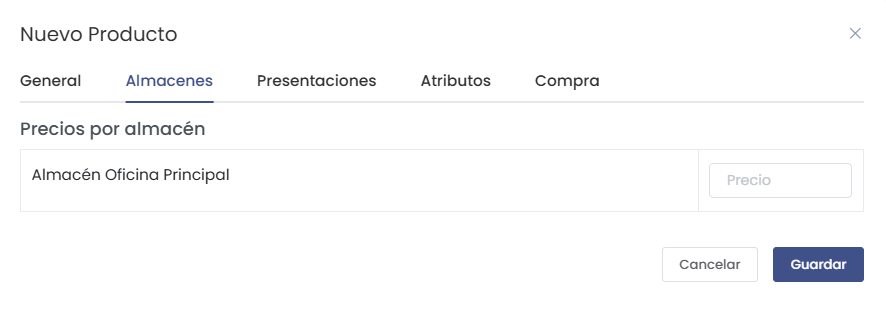 Nuevo Producto
General Almacenes Presentaciones Atributos Compra
Precios por almacén
Almacén Oficina Principal Precio
Cancelar Guardar